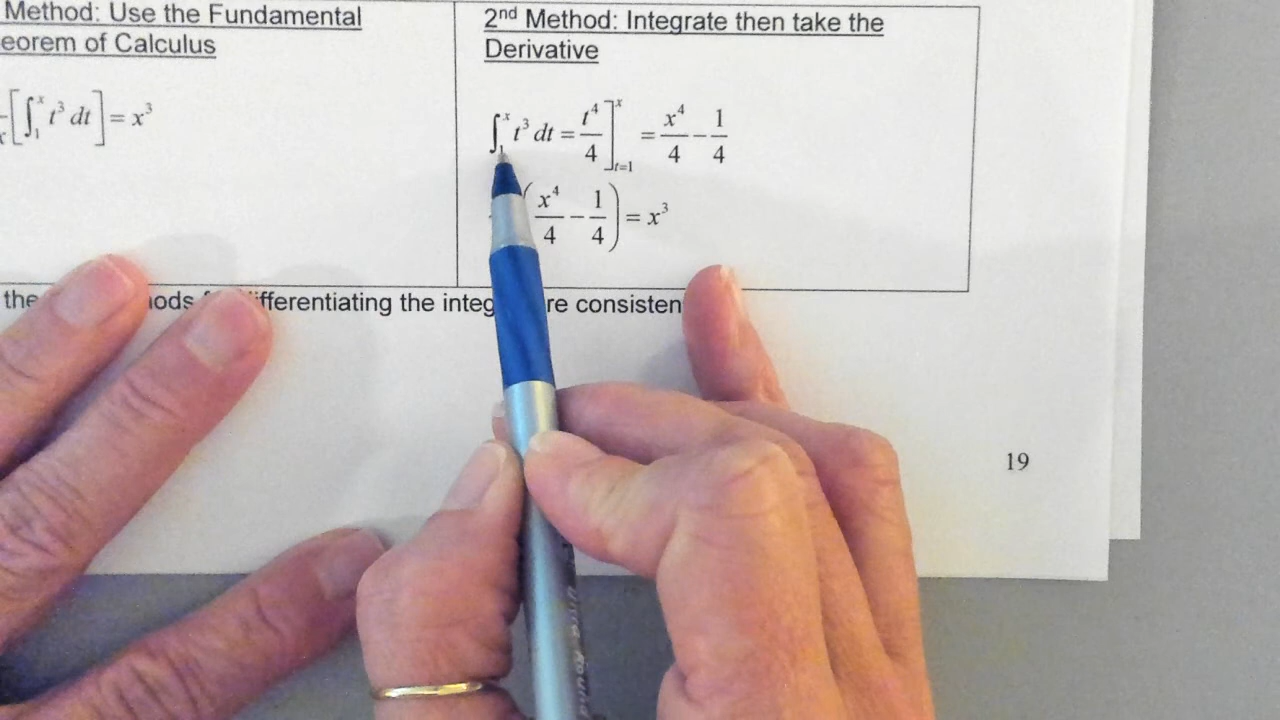 Method: Use the Fundamental
eorem of Calculus
[∫₁ˣ t³ dt] = x³
2nd Method: Integrate then take the
Derivative
∫₁ˣ t³ dt = t⁴/4 ]ₜ₌₁ˣ = x⁴/4 − 1/4
(x⁴/4 − 1/4) = x³
the ods ifferentiating the integ re consisten
19